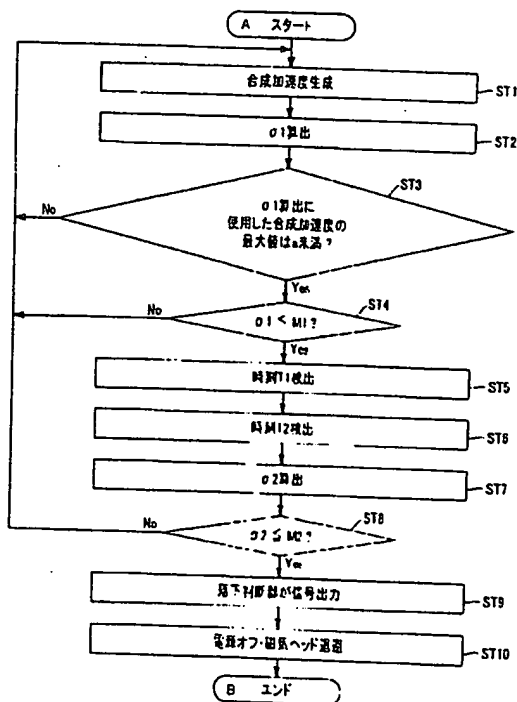 A スタート
合成加速度生成
ST1
σ1算出
ST2
ST3
No
σ1算出に
使用した合成加速度の
最大値はa未満?
Yes
ST4
No
σ1 < M1?
Yes
時間T1検出
ST5
時間T2検出
ST6
σ2算出
ST7
ST8
No
σ2 ≦ M2?
Yes
落下判断部が信号出力
ST9
電源オフ・磁気ヘッド退避
ST10
B エンド